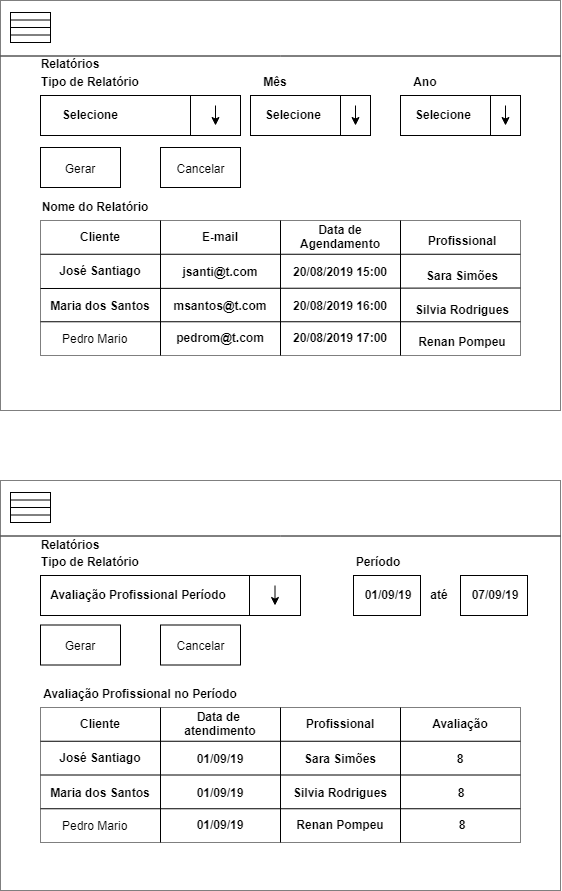 Relatórios
Tipo de Relatório Mês Ano
Selecione Selecione Selecione
Gerar Cancelar
Nome do Relatório
Cliente E-mail Data de Agendamento Profissional
José Santiago jsanti@t.com 20/08/2019 15:00 Sara Simões
Maria dos Santos msantos@t.com 20/08/2019 16:00 Silvia Rodrigues
Pedro Mario pedrom@t.com 20/08/2019 17:00 Renan Pompeu
Relatórios
Tipo de Relatório Período
Avaliação Profissional Período 01/09/19 até 07/09/19
Gerar Cancelar
Avaliação Profissional no Período
Cliente Data de atendimento Profissional Avaliação
José Santiago 01/09/19 Sara Simões 8
Maria dos Santos 01/09/19 Silvia Rodrigues 8
Pedro Mario 01/09/19 Renan Pompeu 8